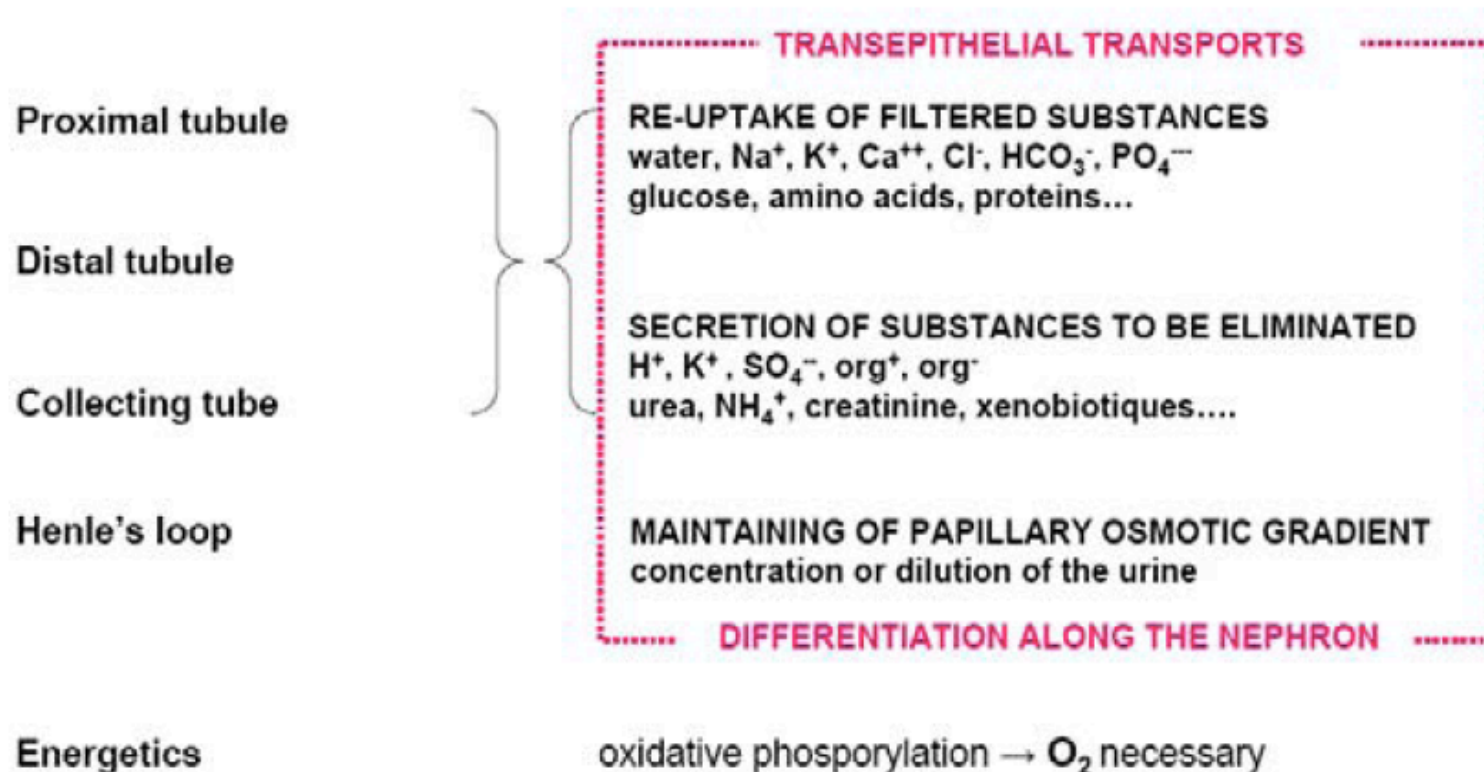 TRANSEPITHELIAL TRANSPORTS
Proximal tubule
RE-UPTAKE OF FILTERED SUBSTANCES
water, Na⁺, K⁺, Ca⁺⁺, Cl⁻, HCO₃⁻, PO₄⁻⁻⁻
glucose, amino acids, proteins…
Distal tubule
SECRETION OF SUBSTANCES TO BE ELIMINATED
H⁺, K⁺, SO₄⁻⁻, org⁺, org⁻
Collecting tube
urea, NH₄⁺, creatinine, xenobiotiques….
Henle's loop
MAINTAINING OF PAPILLARY OSMOTIC GRADIENT
concentration or dilution of the urine
DIFFERENTIATION ALONG THE NEPHRON
Energetics
oxidative phosporylation → O₂ necessary